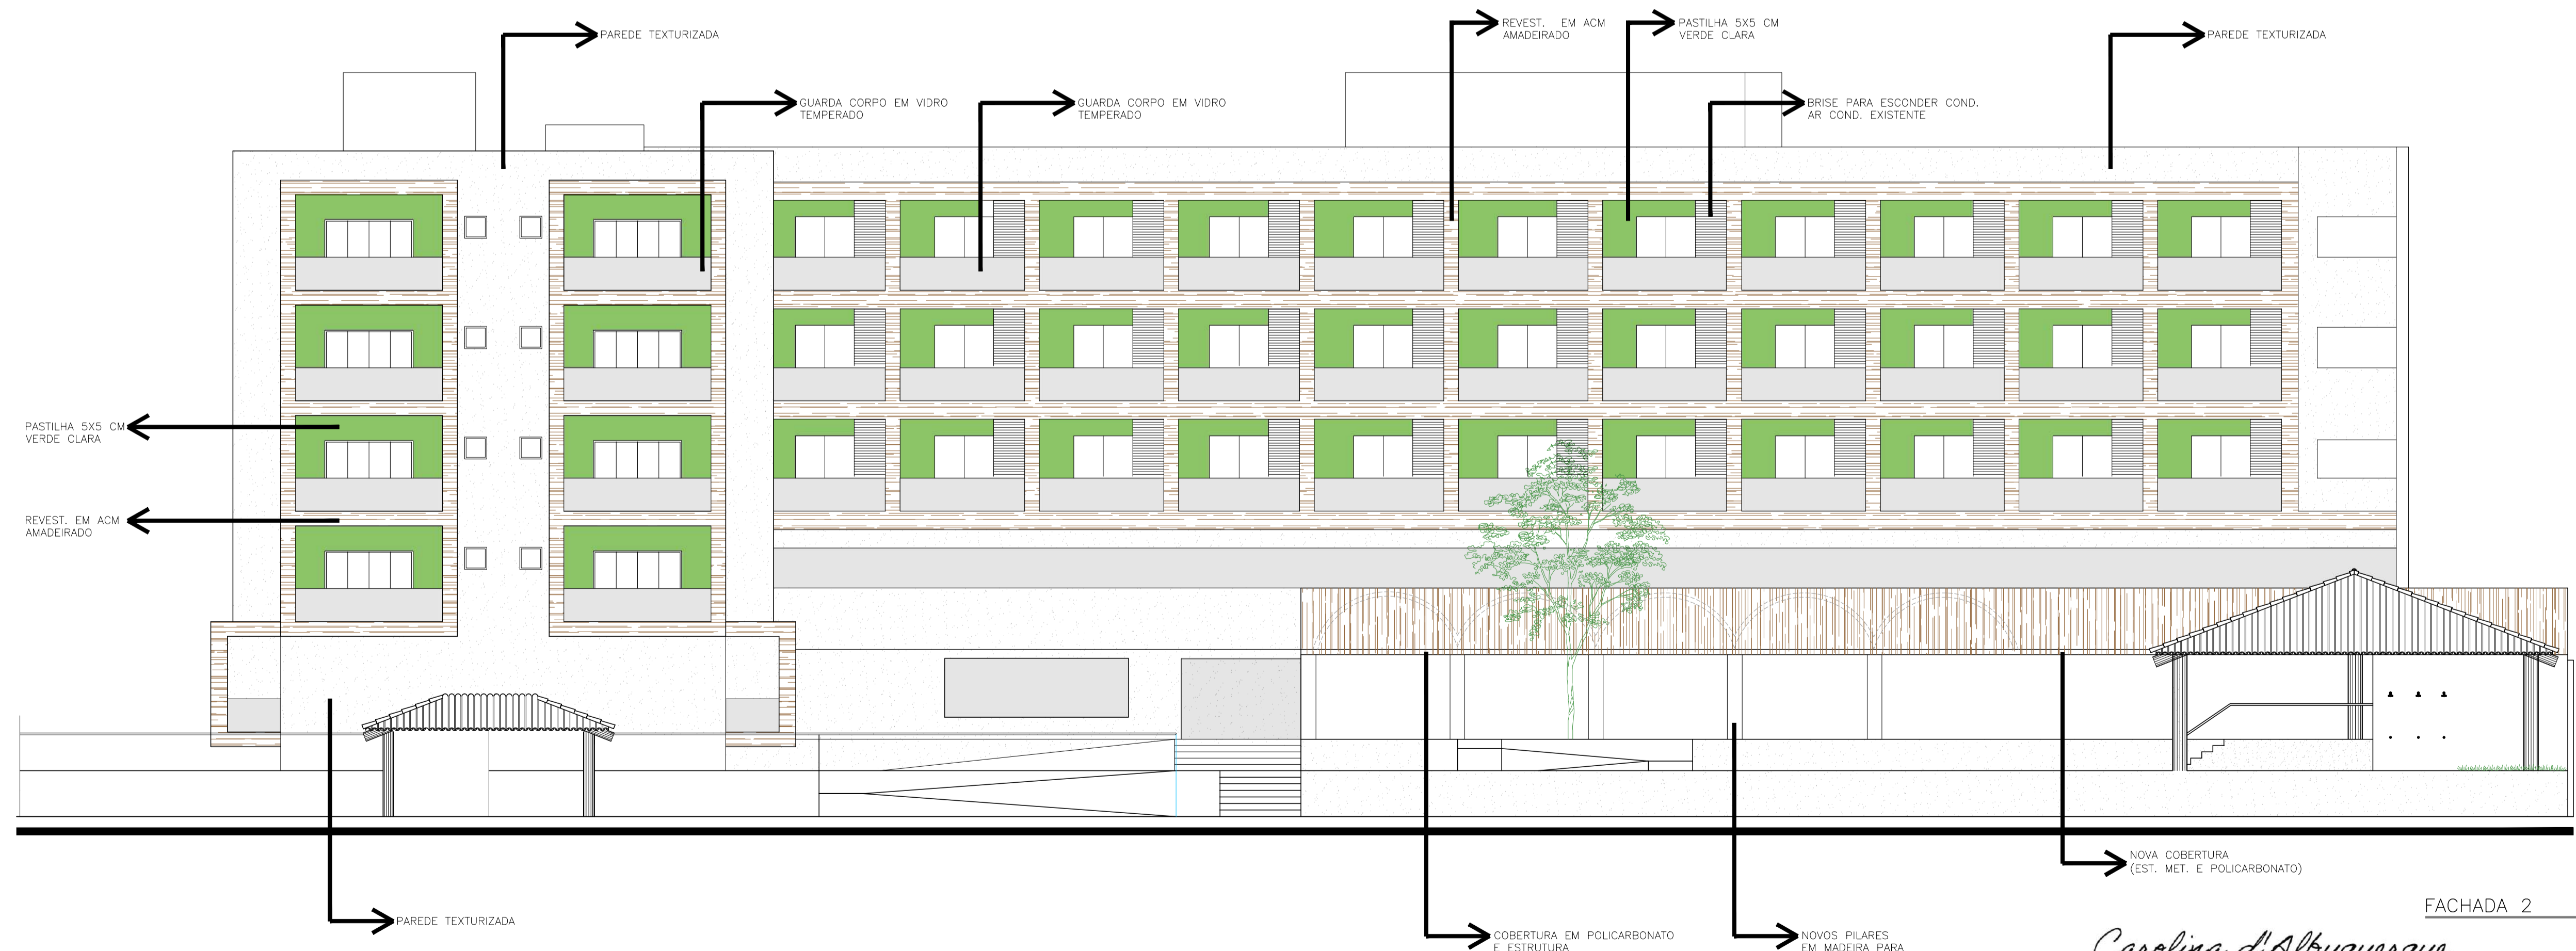 PAREDE TEXTURIZADA
REVEST. EM ACM
AMADEIRADO
PASTILHA 5X5 CM
VERDE CLARA
PAREDE TEXTURIZADA
GUARDA CORPO EM VIDRO
TEMPERADO
GUARDA CORPO EM VIDRO
TEMPERADO
BRISE PARA ESCONDER COND.
AR COND. EXISTENTE
PASTILHA 5X5 CM
VERDE CLARA
REVEST. EM ACM
AMADEIRADO
NOVA COBERTURA
(EST. MET. E POLICARBONATO)
PAREDE TEXTURIZADA
COBERTURA EM POLICARBONATO
E ESTRUTURA
NOVOS PILARES
EM MADEIRA PARA
FACHADA 2
Carolina d'Albuquerque